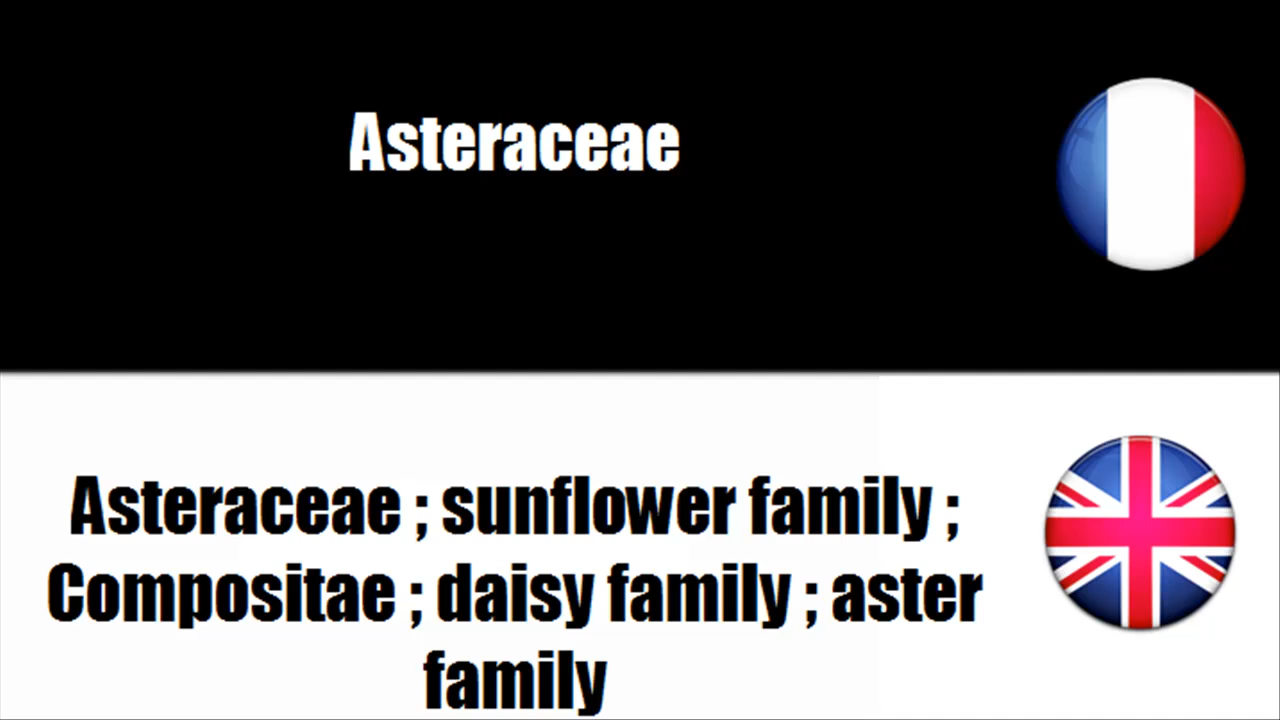 Asteraceae
Asteraceae ; sunflower family ;
Compositae ; daisy family ; aster
family